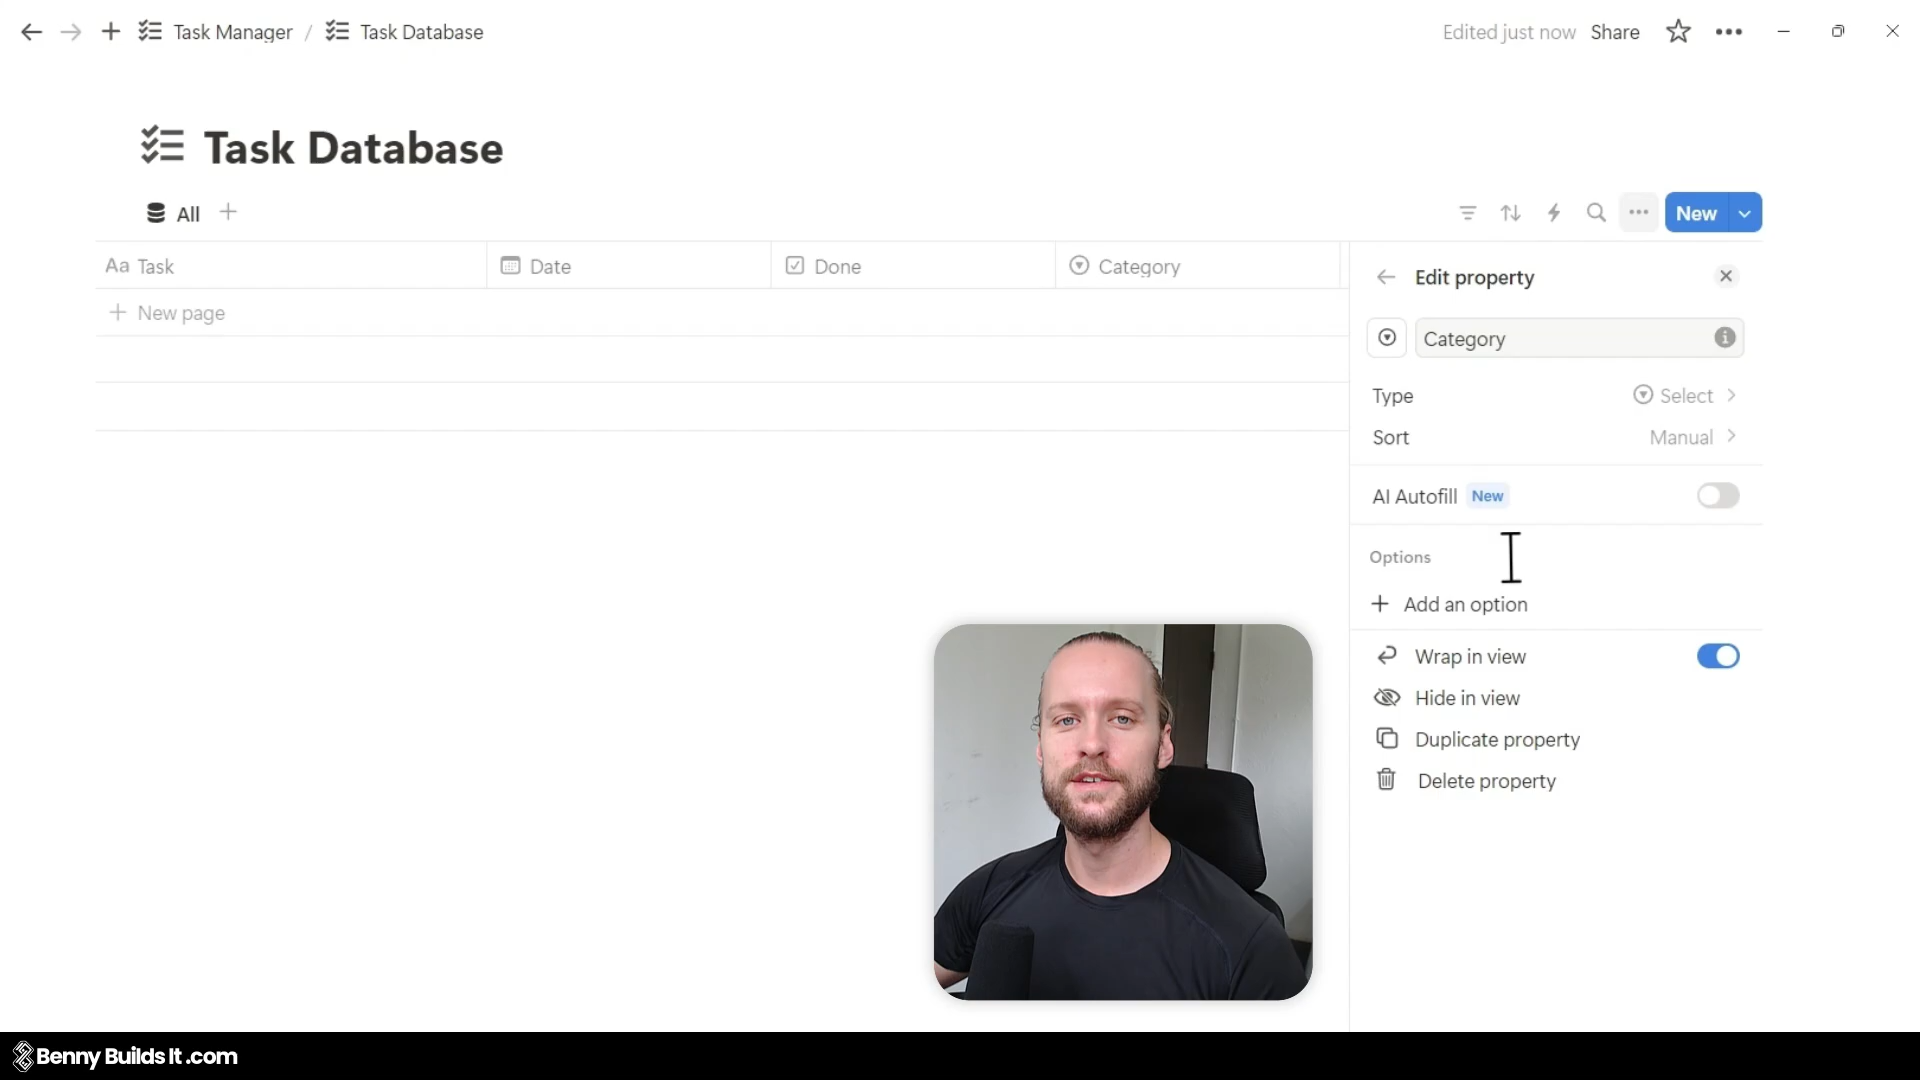 Task Manager / Task Database
Edited just now Share
Task Database
All
New
Aa Task
Date
Done
Category
New page
Edit property
Category
Type
Select
Sort
Manual
AI Autofill New
Options
Add an option
Wrap in view
Hide in view
Duplicate property
Delete property
Benny Builds It .com